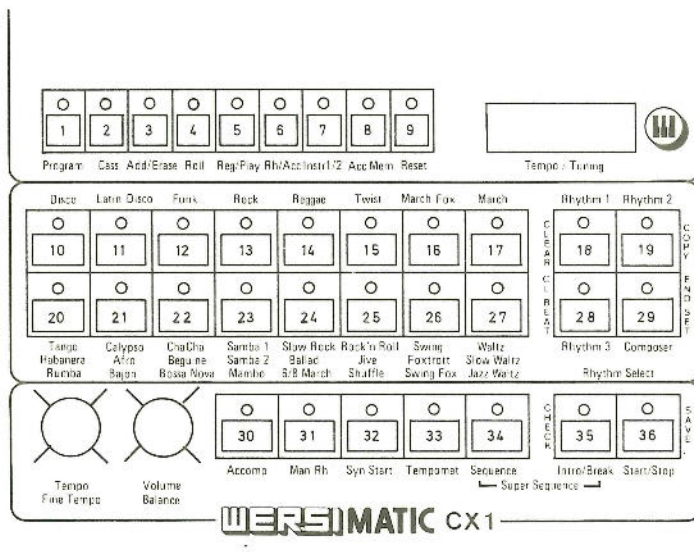 1 2 3 4 5 6 7 8 9
Program Cass Add/Erase Roll Reg/Play Rh/Acc Instr1/2 Acc Mem Reset
Tempo / Tuning
Disco Latin Disco Funk Rock Reggae Twist March Fox March
Rhythm 1 Rhythm 2
10 11 12 13 14 15 16 17
CLEAR
18 19
COPY
20 21 22 23 24 25 26 27
CL BEAT
28 29
END SET
Tango Calypso ChaCha Samba 1 Slow Rock Rock'n Roll Swing Waltz
Habanera Afro Beguine Samba 2 Ballad Jive Foxtrott Slow Waltz
Rumba Bajon Bossa Nova Mambo 6/8 March Shuffle Swing Fox Jazz Waltz
Rhythm 3 Composer
Rhythm Select
30 31 32 33 34
CHECK
35 36
SAVE
Accomp Man Rh Syn Start Tempomat Sequence
Intro/Break Start/Stop
Super Sequence
Tempo
Fine Tempo
Volume
Balance
WERSIMATIC CX1